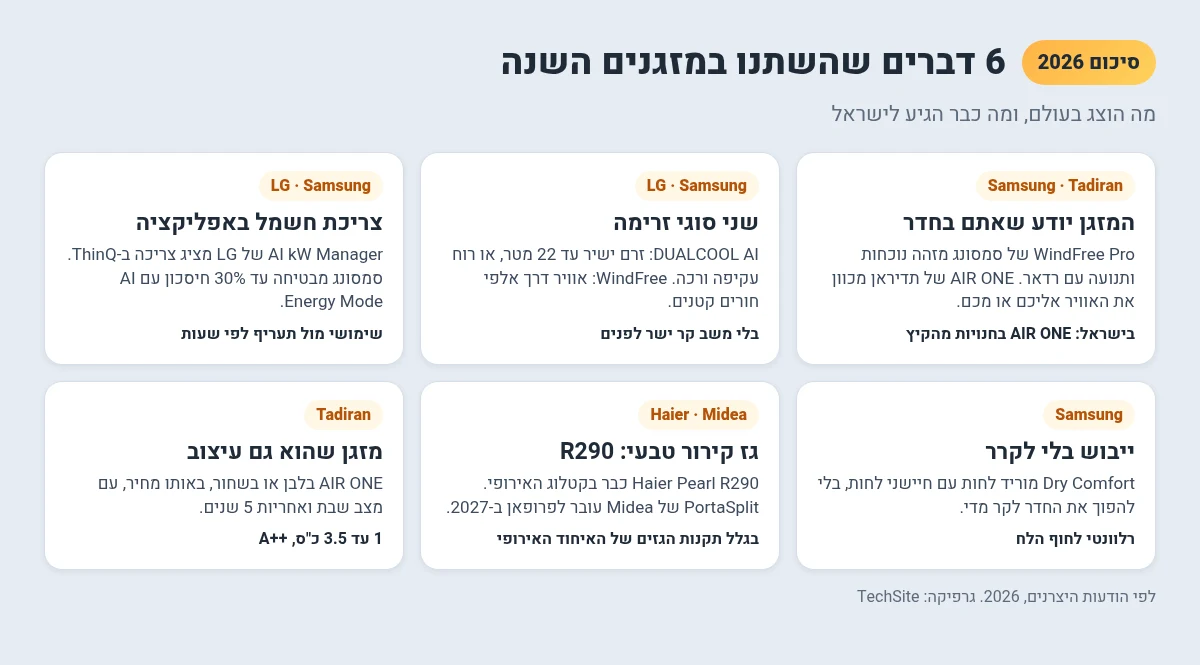 סיכום 2026
6 דברים שהשתנו במזגנים השנה
מה הוצג בעולם, ומה כבר הגיע לישראל
Samsung · Tadiran
המזגן יודע שאתם בחדר
WindFree Pro של סמסונג מזהה נוכחות
ותנועה עם רדאר. AIR ONE של תדיראן מכוון
את האוויר אליכם או מכם.
בישראל: AIR ONE בחנויות מהקיץ
LG · Samsung
שני סוגי זרימה
DUALCOOL AI: זרם ישיר עד 22 מטר, או רוח
עקיפה ורכה. WindFree: אוויר דרך אלפי
חורים קטנים.
בלי משב קר ישר לפנים
LG · Samsung
צריכת חשמל באפליקציה
AI kW Manager של LG מציג צריכה ב-ThinQ.
סמסונג מבטיחה עד 30% חיסכון עם AI
Energy Mode.
שימושי מול תעריף לפי שעות
Samsung
ייבוש בלי לקרר
Dry Comfort מוריד לחות עם חיישני לחות, בלי
להפוך את החדר לקר מדי.
רלוונטי לחוף הלח
Haier · Midea
גז קירור טבעי: R290
Haier Pearl R290 כבר בקטלוג האירופי.
PortaSplit של Midea עובר לפרופאן ב-2027.
בגלל תקנות הגזים של האיחוד האירופי
Tadiran
מזגן שהוא גם עיצוב
AIR ONE בלבן או בשחור, באותו מחיר, עם
מצב שבת ואחריות 5 שנים.
1 עד 3.5 כ"ס, A++
לפי הודעות היצרנים, 2026. גרפיקה: TechSite